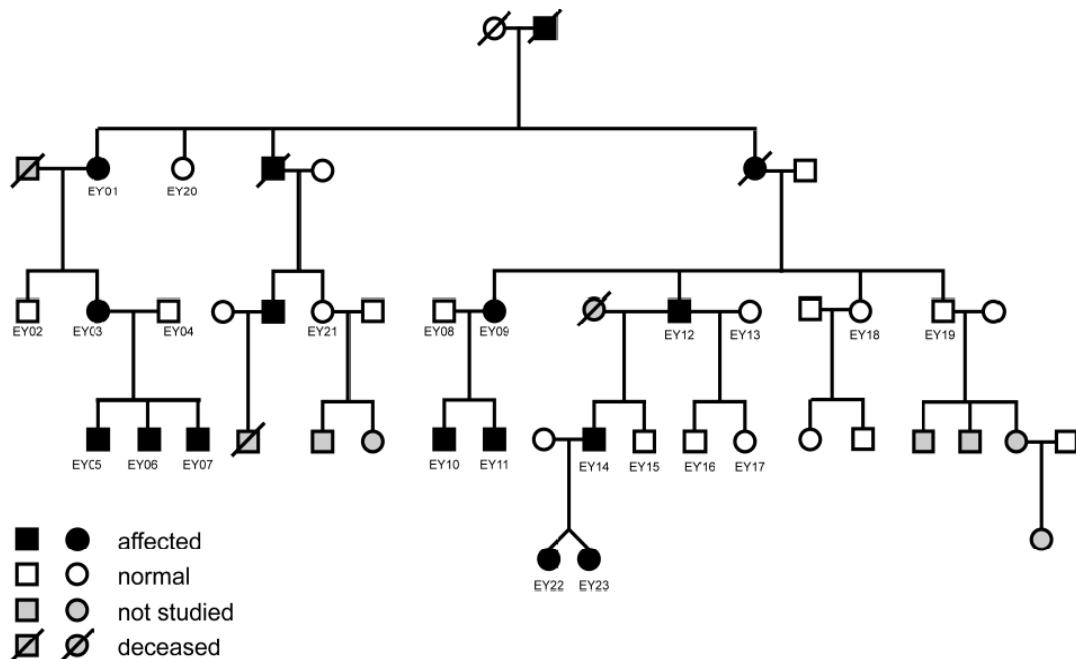 EY01 EY20
EY02 EY03 EY04 EY21 EY08 EY09 EY12 EY13 EY18 EY19
EY05 EY06 EY07 EY10 EY11 EY14 EY15 EY16 EY17
EY22 EY23
affected
normal
not studied
deceased